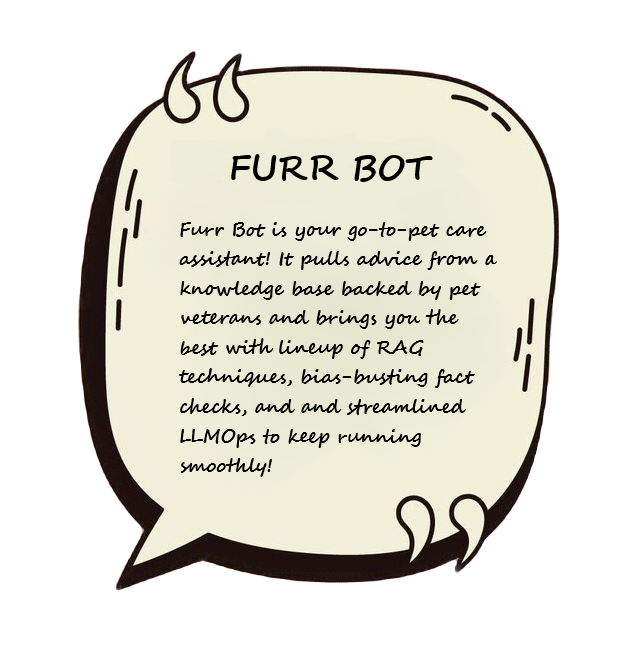 FURR BOT
Furr Bot is your go-to-pet care
assistant! It pulls advice from a
knowledge base backed by pet
veterans and brings you the
best with lineup of RAG
techniques, bias-busting fact
checks, and and streamlined
LLMOps to keep running
smoothly!